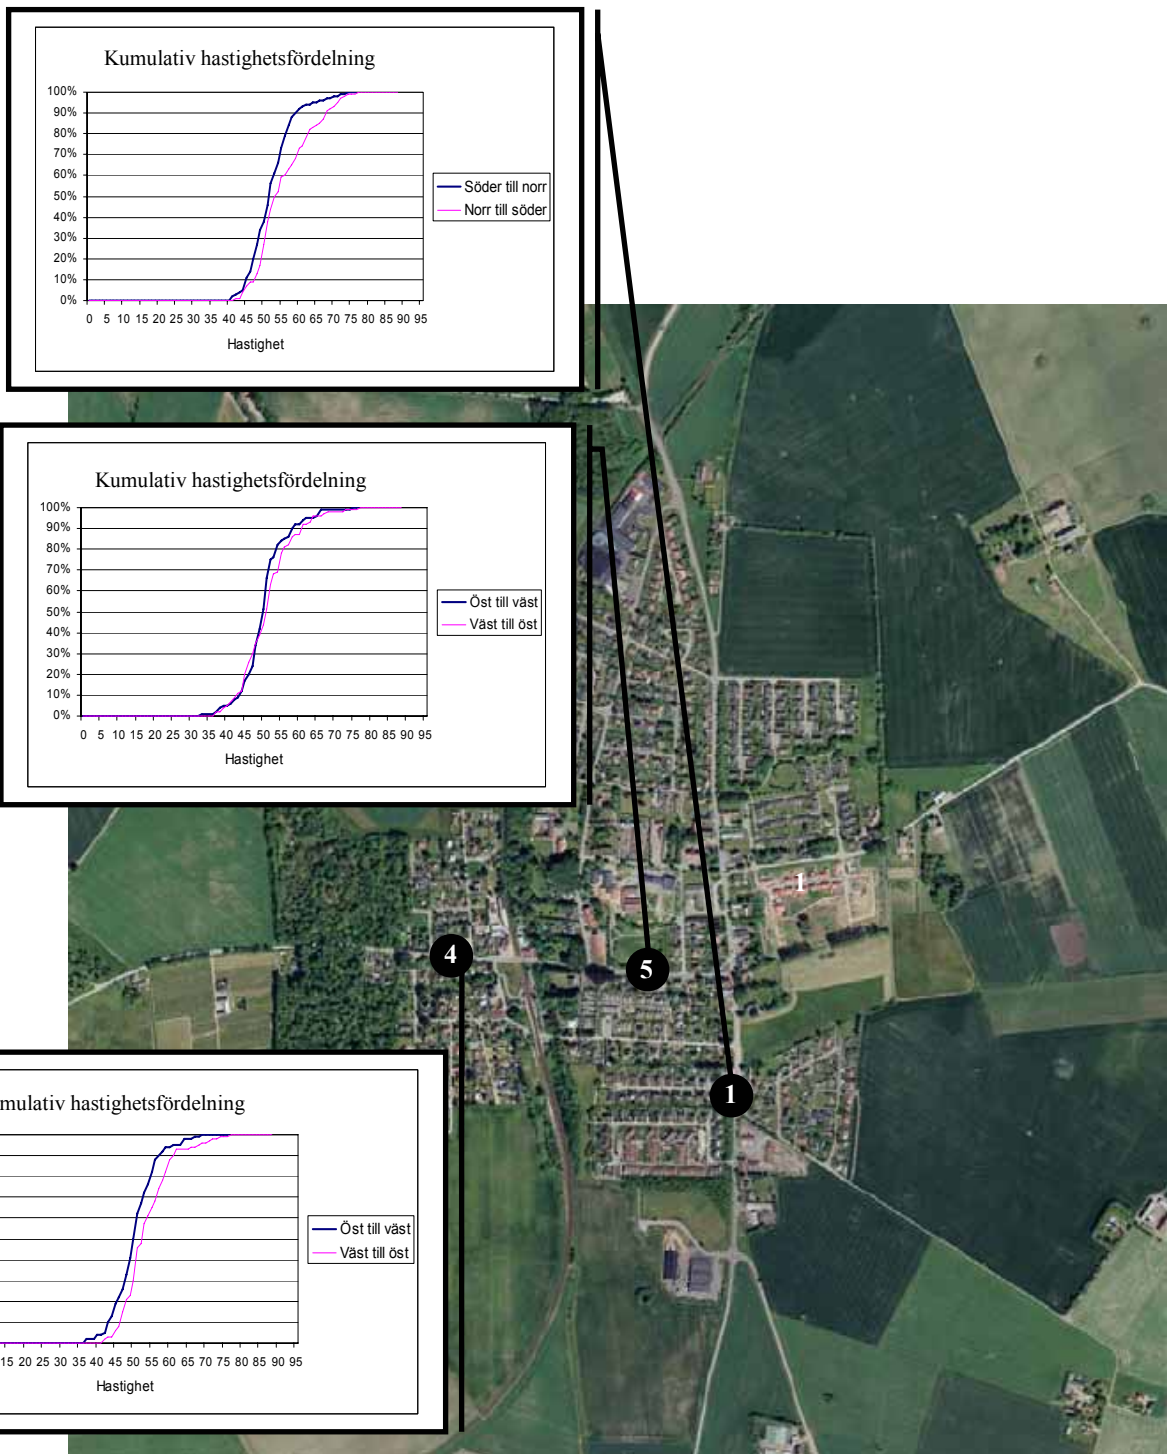 Kumulativ hastighetsfördelning
100%
90%
80%
70%
60%
50%
40%
30%
20%
10%
0%
0 5 10 15 20 25 30 35 40 45 50 55 60 65 70 75 80 85 90 95
Hastighet
Söder till norr
Norr till söder
Kumulativ hastighetsfördelning
100%
90%
80%
70%
60%
50%
40%
30%
20%
10%
0%
0 5 10 15 20 25 30 35 40 45 50 55 60 65 70 75 80 85 90 95
Hastighet
Öst till väst
Väst till öst
1
4
5
1
mulativ hastighetsfördelning
15 20 25 30 35 40 45 50 55 60 65 70 75 80 85 90 95
Hastighet
Öst till väst
Väst till öst